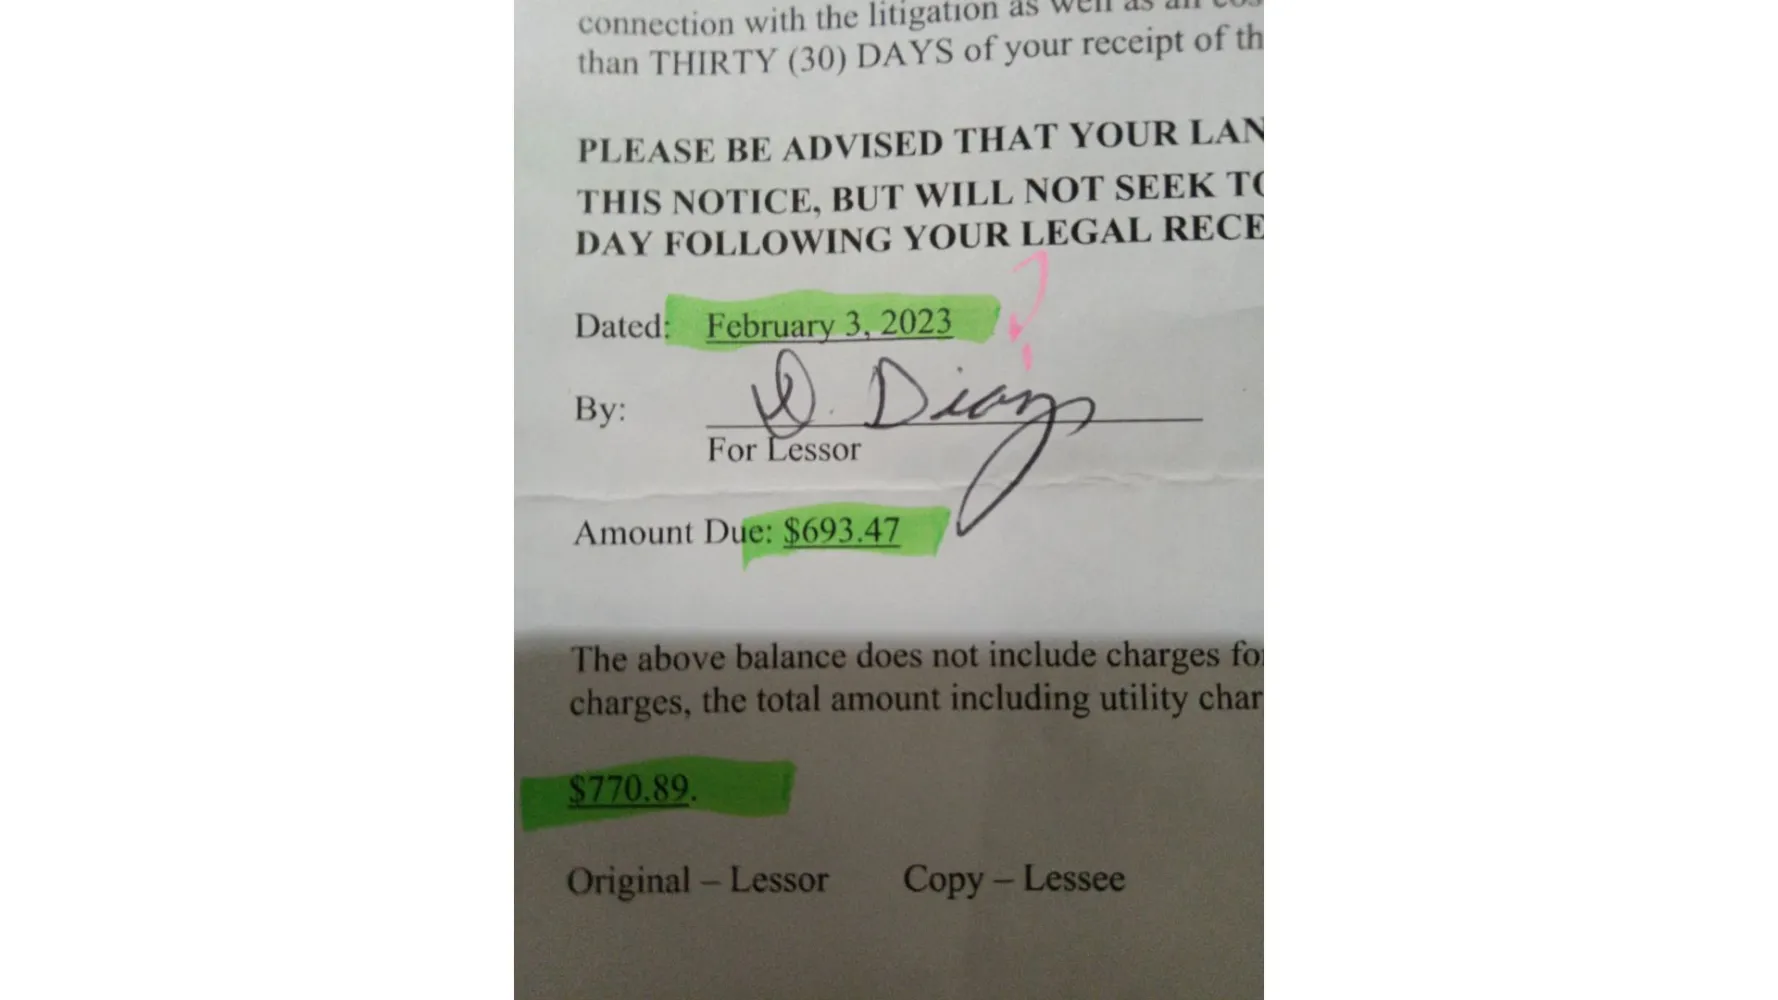 connection with the litigation as well as all cos
than THIRTY (30) DAYS of your receipt of th
PLEASE BE ADVISED THAT YOUR LAN
THIS NOTICE, BUT WILL NOT SEEK TO
DAY FOLLOWING YOUR LEGAL RECE
Dated: February 3, 2023 ?
By: D. Diaz
For Lessor
Amount Due: $693.47
The above balance does not include charges for
charges, the total amount including utility char
$770.89.
Original – Lessor Copy – Lessee